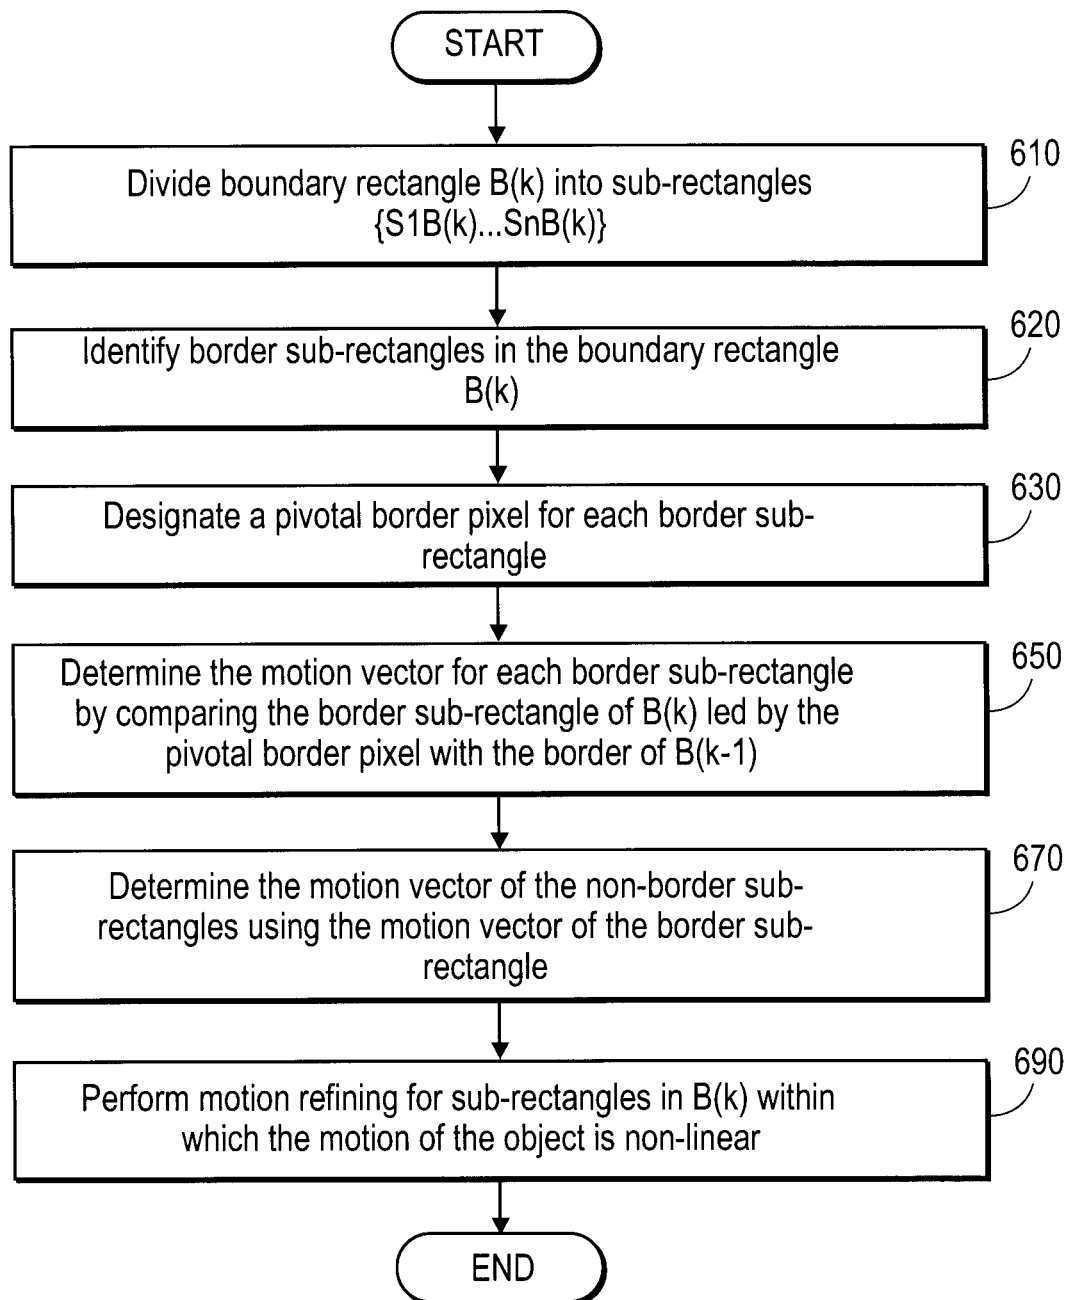 START
610
Divide boundary rectangle B(k) into sub-rectangles
{S1B(k)...SnB(k)}
620
Identify border sub-rectangles in the boundary rectangle
B(k)
630
Designate a pivotal border pixel for each border sub-
rectangle
650
Determine the motion vector for each border sub-rectangle
by comparing the border sub-rectangle of B(k) led by the
pivotal border pixel with the border of B(k-1)
670
Determine the motion vector of the non-border sub-
rectangles using the motion vector of the border sub-
rectangle
690
Perform motion refining for sub-rectangles in B(k) within
which the motion of the object is non-linear
END